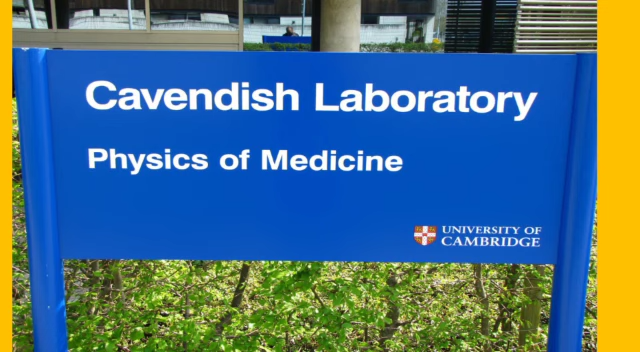 Cavendish Laboratory
Physics of Medicine
UNIVERSITY OF
CAMBRIDGE